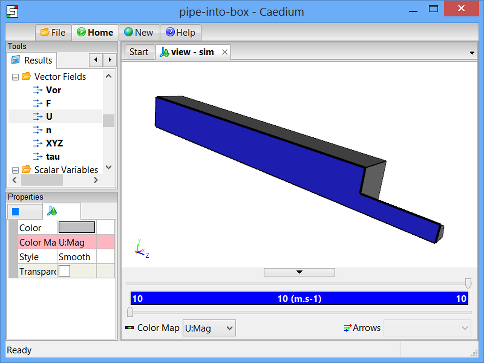 pipe-into-box - Caedium
File Home New Help
Tools
Results
Vector Fields
Vor
F
U
n
XYZ
tau
Scalar Variables
Properties
Color
Color Ma U:Mag
Style Smooth
Transpare
Start view - sim
Y
Z
10 10 (m.s-1) 10
Color Map U:Mag Arrows
Ready